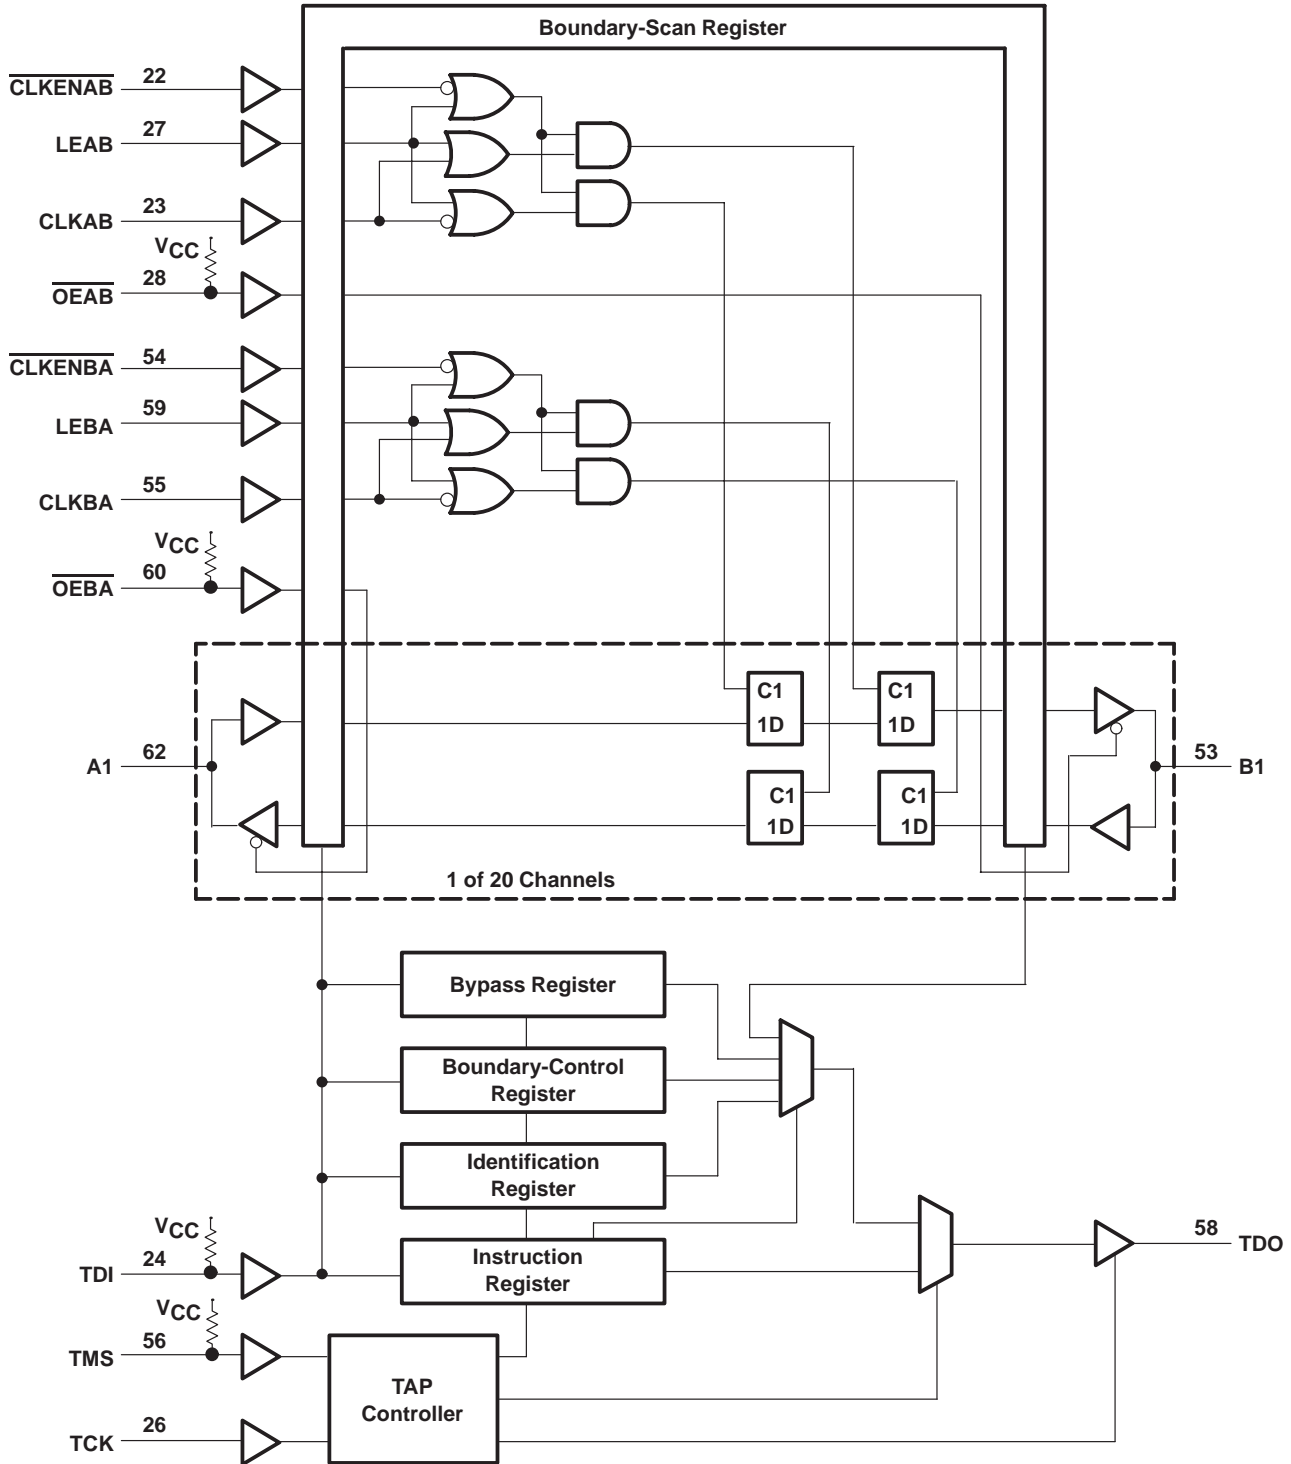 Boundary-Scan Register
CLKENAB 22
LEAB 27
CLKAB 23
VCC
OEAB 28
CLKENBA 54
LEBA 59
CLKBA 55
VCC
OEBA 60
C1 C1
1D 1D
A1 62
53 B1
C1 C1
1D 1D
1 of 20 Channels
Bypass Register
Boundary-Control
Register
Identification
Register
VCC
TDI 24
Instruction
Register
58 TDO
VCC
TMS 56
TAP
Controller
TCK 26